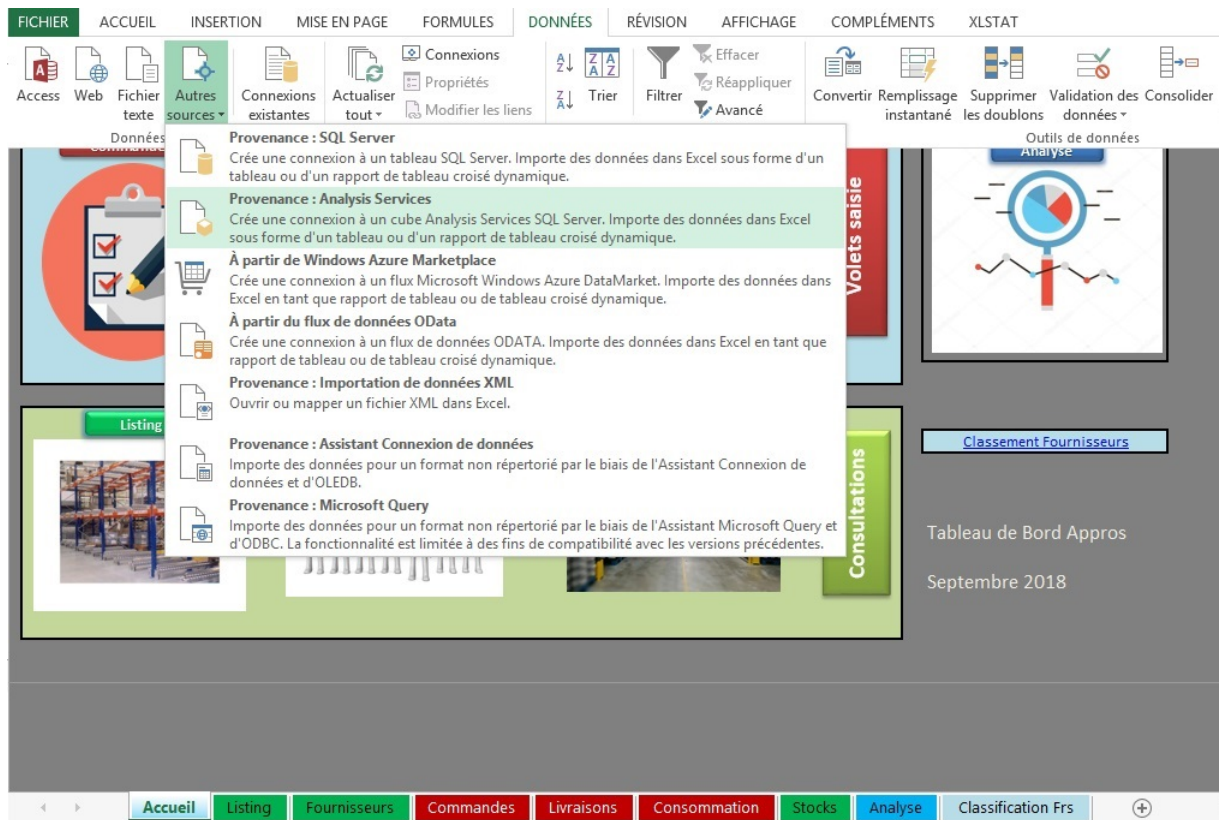 FICHIER ACCUEIL INSERTION MISE EN PAGE FORMULES DONNÉES RÉVISION AFFICHAGE COMPLÉMENTS XLSTAT
Access Web Fichier texte Autres sources Connexions existantes Actualiser tout
Connexions
Propriétés
Modifier les liens
Trier
Filtrer
Effacer
Réappliquer
Avancé
Convertir Remplissage instantané Supprimer les doublons Validation des données Consolider
Données
Outils de données
Provenance : SQL Server
Crée une connexion à un tableau SQL Server. Importe des données dans Excel sous forme d'un
tableau ou d'un rapport de tableau croisé dynamique.
Provenance : Analysis Services
Crée une connexion à un cube Analysis Services SQL Server. Importe des données dans Excel
sous forme d'un tableau ou d'un rapport de tableau croisé dynamique.
À partir de Windows Azure Marketplace
Crée une connexion à un flux Microsoft Windows Azure DataMarket. Importe des données dans
Excel en tant que rapport de tableau ou de tableau croisé dynamique.
À partir du flux de données OData
Crée une connexion à un flux de données ODATA. Importe des données dans Excel en tant que
rapport de tableau ou de tableau croisé dynamique.
Provenance : Importation de données XML
Ouvrir ou mapper un fichier XML dans Excel.
Provenance : Assistant Connexion de données
Importe des données pour un format non répertorié par le biais de l'Assistant Connexion de
données et d'OLEDB.
Provenance : Microsoft Query
Importe des données pour un format non répertorié par le biais de l'Assistant Microsoft Query et
d'ODBC. La fonctionnalité est limitée à des fins de compatibilité avec les versions précédentes.
Volets saisie
Analyse
Listing
Consultations
Classement Fournisseurs
Tableau de Bord Appros
Septembre 2018
Accueil Listing Fournisseurs Commandes Livraisons Consommation Stocks Analyse Classification Frs